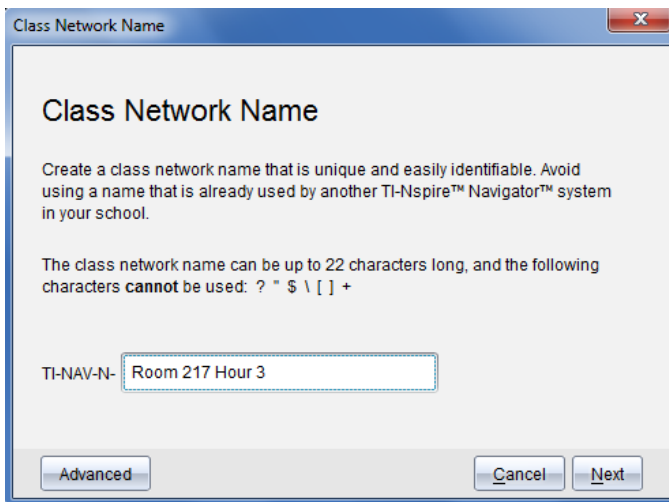 Class Network Name
Class Network Name
Create a class network name that is unique and easily identifiable. Avoid
using a name that is already used by another TI-Nspire™ Navigator™ system
in your school.
The class network name can be up to 22 characters long, and the following
characters cannot be used: ? " $ \ [ ] +
TI-NAV-N- Room 217 Hour 3
Advanced Cancel Next